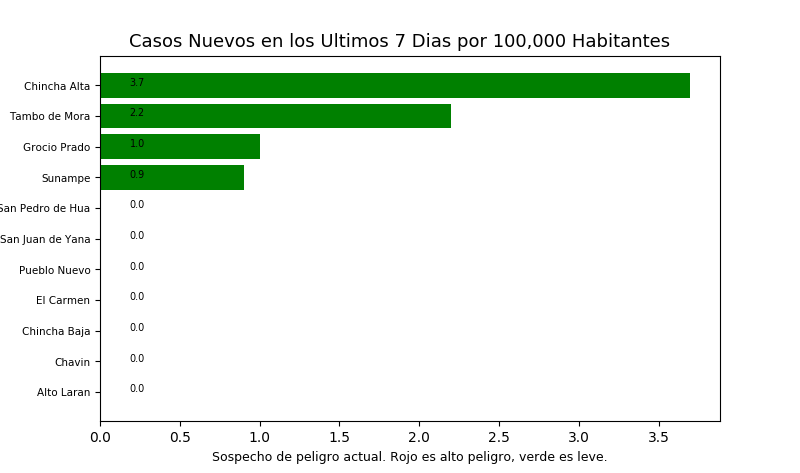 Casos Nuevos en los Ultimos 7 Dias por 100,000 Habitantes
Chincha Alta 3.7
Tambo de Mora 2.2
Grocio Prado 1.0
Sunampe 0.9
San Pedro de Hua 0.0
San Juan de Yana 0.0
Pueblo Nuevo 0.0
El Carmen 0.0
Chincha Baja 0.0
Chavin 0.0
Alto Laran 0.0
0.0 0.5 1.0 1.5 2.0 2.5 3.0 3.5
Sospecho de peligro actual. Rojo es alto peligro, verde es leve.